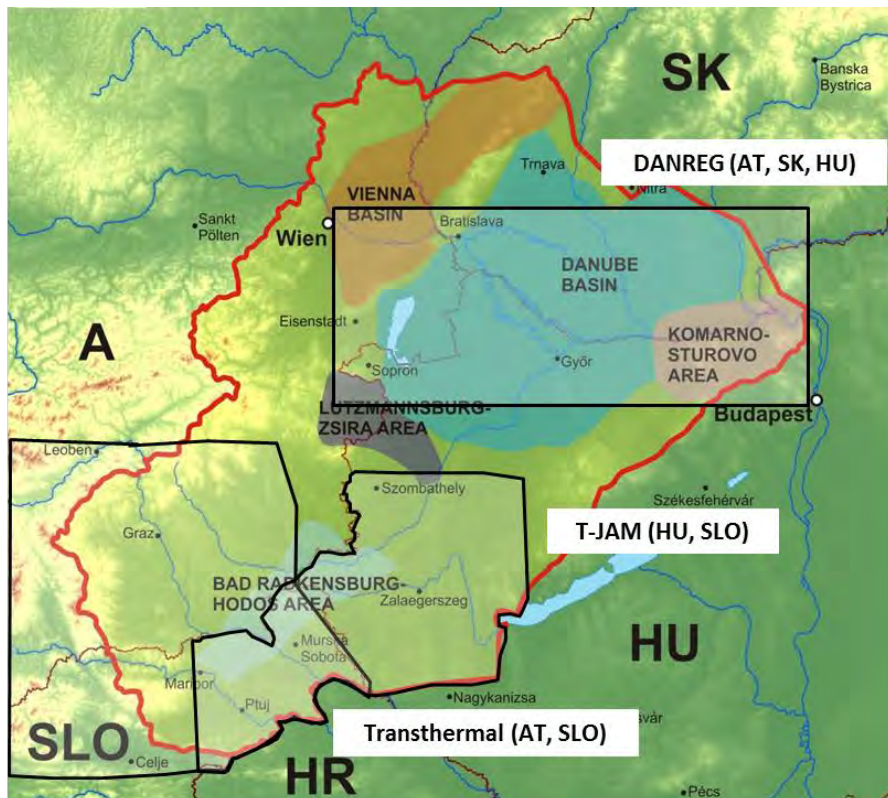 SK
Banska
Bystrica
DANREG (AT, SK, HU)
Trnava
Nitra
VIENNA
BASIN
Sankt
Pölten
Wien
Bratislava
DANUBE
BASIN
A
Eisenstadt
KOMARNO-
STUROVO
AREA
Sopron
Győr
LUTZMANNSBURG-
ZSIRA AREA
Budapest
Leoben
Szombathely
Székesfehérvár
Graz
T-JAM (HU, SLO)
BAD RADKENSBURG-
HODOS AREA
Zalaegerszeg
HU
Murska
Sobota
Maribor
Ptuj
Nagykanizsa
Transthermal (AT, SLO)
SLO
Celje
HR
Pécs